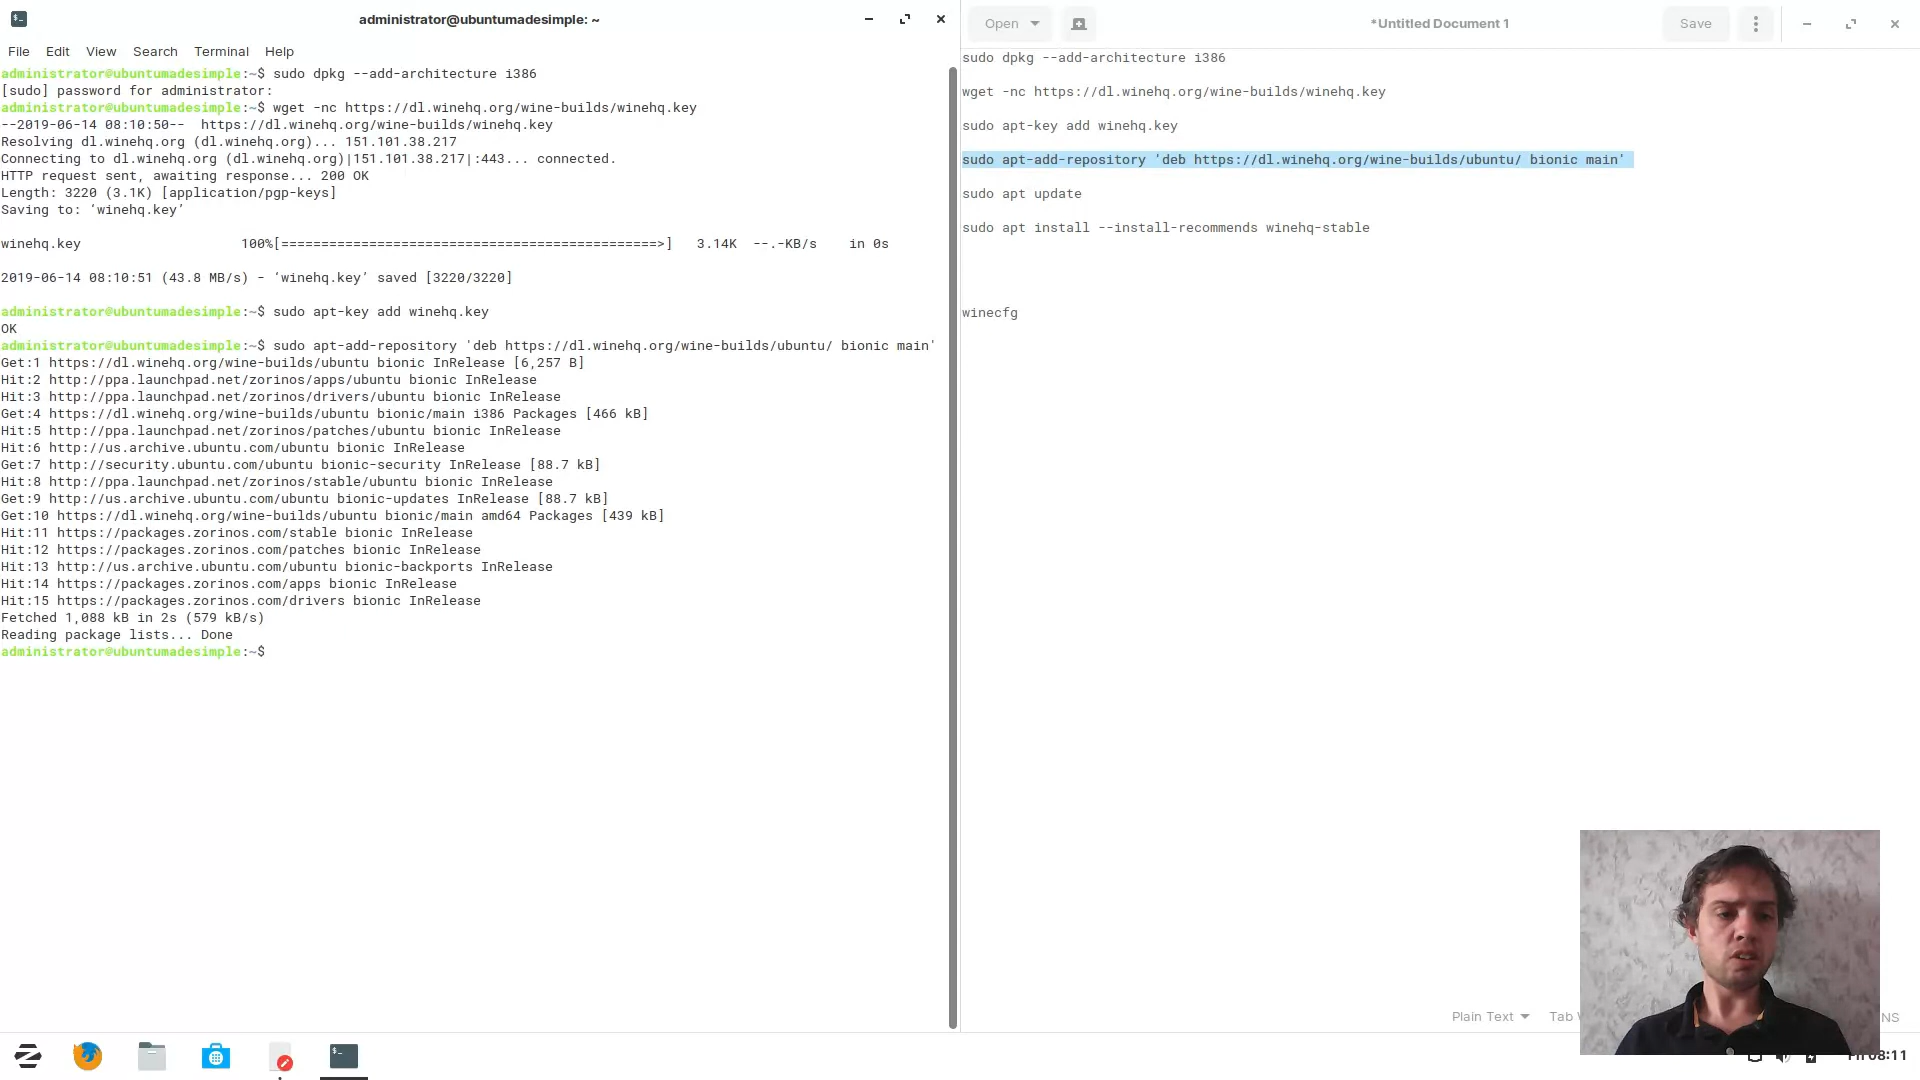 administrator@ubuntumadesimple: ~
File Edit View Search Terminal Help
administrator@ubuntumadesimple:~$ sudo dpkg --add-architecture i386
[sudo] password for administrator:
administrator@ubuntumadesimple:~$ wget -nc https://dl.winehq.org/wine-builds/winehq.key
--2019-06-14 08:10:50--  https://dl.winehq.org/wine-builds/winehq.key
Resolving dl.winehq.org (dl.winehq.org)... 151.101.38.217
Connecting to dl.winehq.org (dl.winehq.org)|151.101.38.217|:443... connected.
HTTP request sent, awaiting response... 200 OK
Length: 3220 (3.1K) [application/pgp-keys]
Saving to: ‘winehq.key’
winehq.key 100%[===============================================>] 3.14K --.-KB/s in 0s
2019-06-14 08:10:51 (43.8 MB/s) - ‘winehq.key’ saved [3220/3220]
administrator@ubuntumadesimple:~$ sudo apt-key add winehq.key
OK
administrator@ubuntumadesimple:~$ sudo apt-add-repository 'deb https://dl.winehq.org/wine-builds/ubuntu/ bionic main'
Get:1 https://dl.winehq.org/wine-builds/ubuntu bionic InRelease [6,257 B]
Hit:2 http://ppa.launchpad.net/zorinos/apps/ubuntu bionic InRelease
Hit:3 http://ppa.launchpad.net/zorinos/drivers/ubuntu bionic InRelease
Get:4 https://dl.winehq.org/wine-builds/ubuntu bionic/main i386 Packages [466 kB]
Hit:5 http://ppa.launchpad.net/zorinos/patches/ubuntu bionic InRelease
Hit:6 http://us.archive.ubuntu.com/ubuntu bionic InRelease
Get:7 http://security.ubuntu.com/ubuntu bionic-security InRelease [88.7 kB]
Hit:8 http://ppa.launchpad.net/zorinos/stable/ubuntu bionic InRelease
Get:9 http://us.archive.ubuntu.com/ubuntu bionic-updates InRelease [88.7 kB]
Get:10 https://dl.winehq.org/wine-builds/ubuntu bionic/main amd64 Packages [439 kB]
Hit:11 https://packages.zorinos.com/stable bionic InRelease
Hit:12 https://packages.zorinos.com/patches bionic InRelease
Hit:13 http://us.archive.ubuntu.com/ubuntu bionic-backports InRelease
Hit:14 https://packages.zorinos.com/apps bionic InRelease
Hit:15 https://packages.zorinos.com/drivers bionic InRelease
Fetched 1,088 kB in 2s (579 kB/s)
Reading package lists... Done
administrator@ubuntumadesimple:~$
Open *Untitled Document 1 Save
sudo dpkg --add-architecture i386
wget -nc https://dl.winehq.org/wine-builds/winehq.key
sudo apt-key add winehq.key
sudo apt-add-repository 'deb https://dl.winehq.org/wine-builds/ubuntu/ bionic main'
sudo apt update
sudo apt install --install-recommends winehq-stable
winecfg
Plain Text Tab NS
08:11